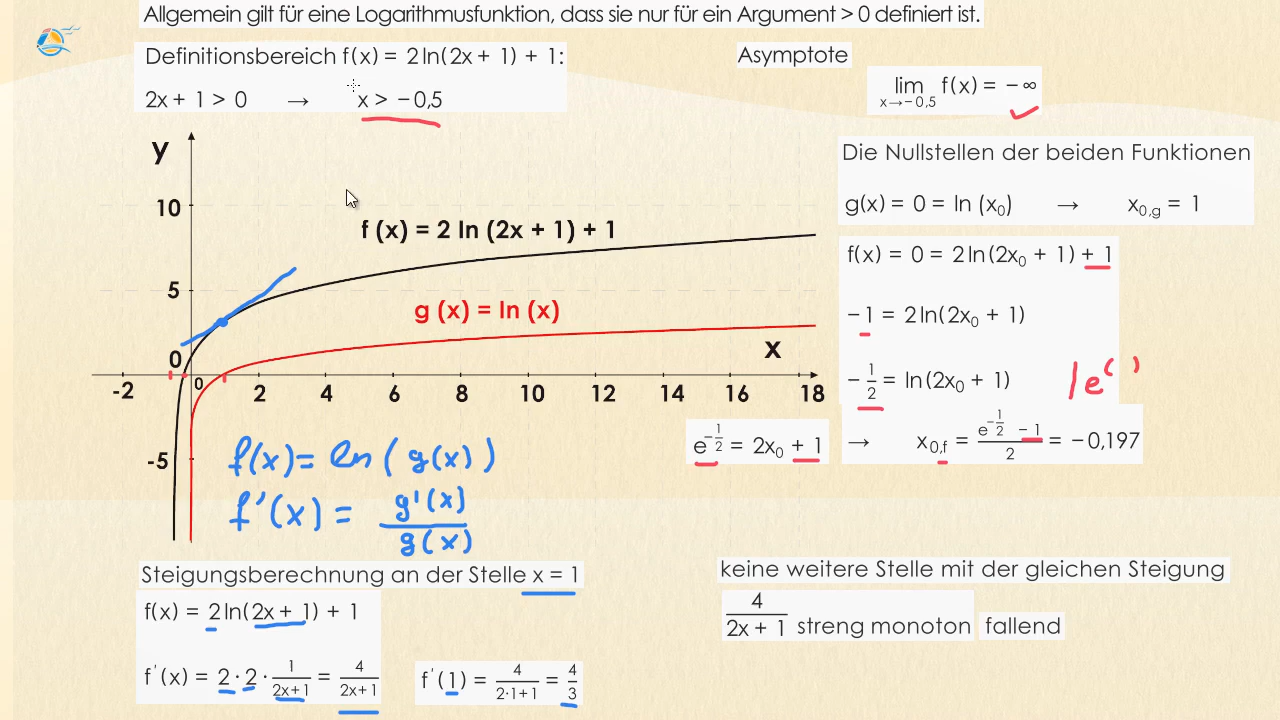 Allgemein gilt für eine Logarithmusfunktion, dass sie nur für ein Argument > 0 definiert ist.
Definitionsbereich f(x) = 2 ln(2x + 1) + 1:
2x + 1 > 0 → x > −0,5
Asymptote
lim f(x) = −∞
x→−0,5
y
10
5
0
-5
-2 0 2 4 6 8 10 12 14 16 18
x
f (x) = 2 ln (2x + 1) + 1
g (x) = ln (x)
f(x) = ln ( g(x) )
f'(x) = g'(x) / g(x)
Die Nullstellen der beiden Funktionen
g(x) = 0 = ln (x₀) → x₀,g = 1
f(x) = 0 = 2 ln(2x₀ + 1) + 1
−1 = 2 ln(2x₀ + 1)
−1/2 = ln(2x₀ + 1) / e^( )
e^(−1/2) = 2x₀ + 1 → x₀,f = (e^(−1/2) − 1)/2 = −0,197
Steigungsberechnung an der Stelle x = 1
f(x) = 2 ln(2x + 1) + 1
f'(x) = 2 · 2 · 1/(2x+1) = 4/(2x+1)
f'(1) = 4/(2·1+1) = 4/3
keine weitere Stelle mit der gleichen Steigung
4/(2x + 1) streng monoton fallend